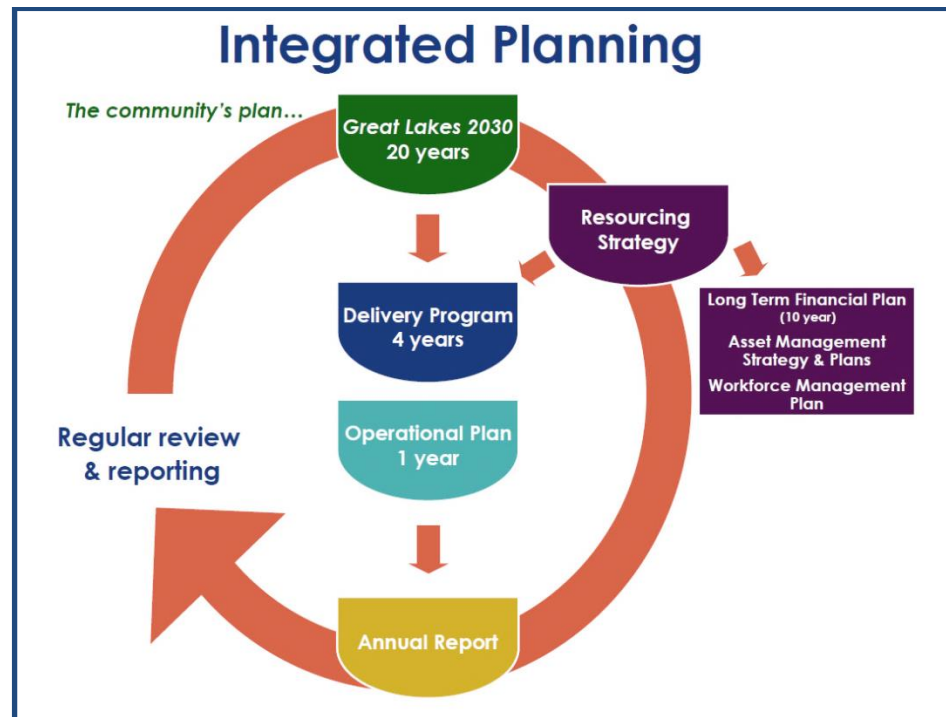 Integrated Planning
The community's plan…
Great Lakes 2030
20 years
Resourcing
Strategy
Delivery Program
4 years
Long Term Financial Plan
(10 year)
Asset Management
Strategy & Plans
Workforce Management
Plan
Operational Plan
1 year
Regular review
& reporting
Annual Report